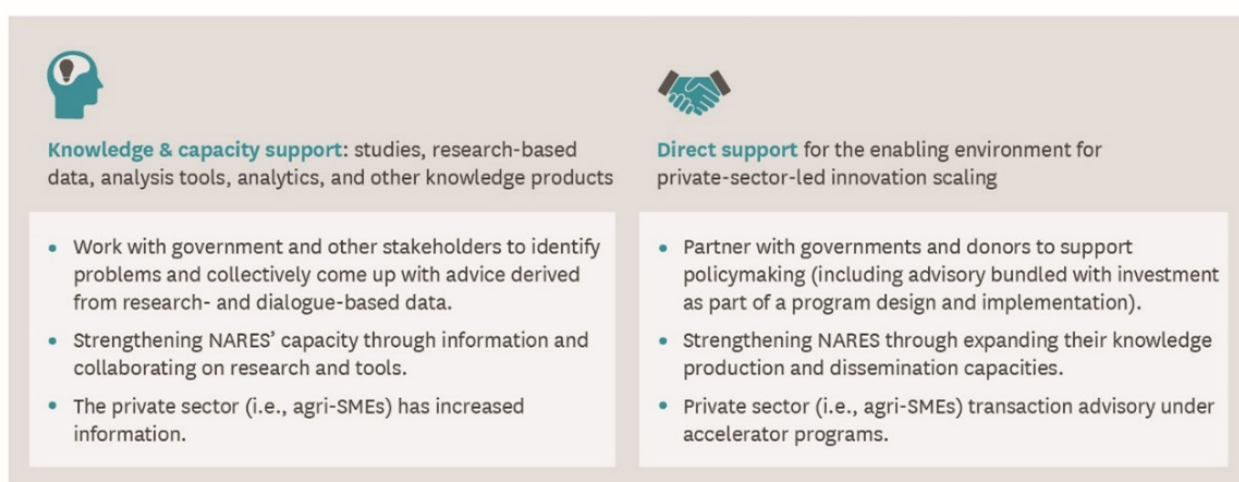 Knowledge & capacity support: studies, research-based
data, analysis tools, analytics, and other knowledge products
• Work with government and other stakeholders to identify
problems and collectively come up with advice derived
from research- and dialogue-based data.
• Strengthening NARES’ capacity through information and
collaborating on research and tools.
• The private sector (i.e., agri-SMEs) has increased
information.
Direct support for the enabling environment for
private-sector-led innovation scaling
• Partner with governments and donors to support
policymaking (including advisory bundled with investment
as part of a program design and implementation).
• Strengthening NARES through expanding their knowledge
production and dissemination capacities.
• Private sector (i.e., agri-SMEs) transaction advisory under
accelerator programs.